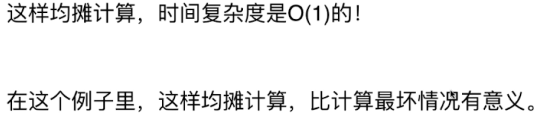 这样均摊计算，时间复杂度是O(1)的！
在这个例子里，这样均摊计算，比计算最坏情况有意义。